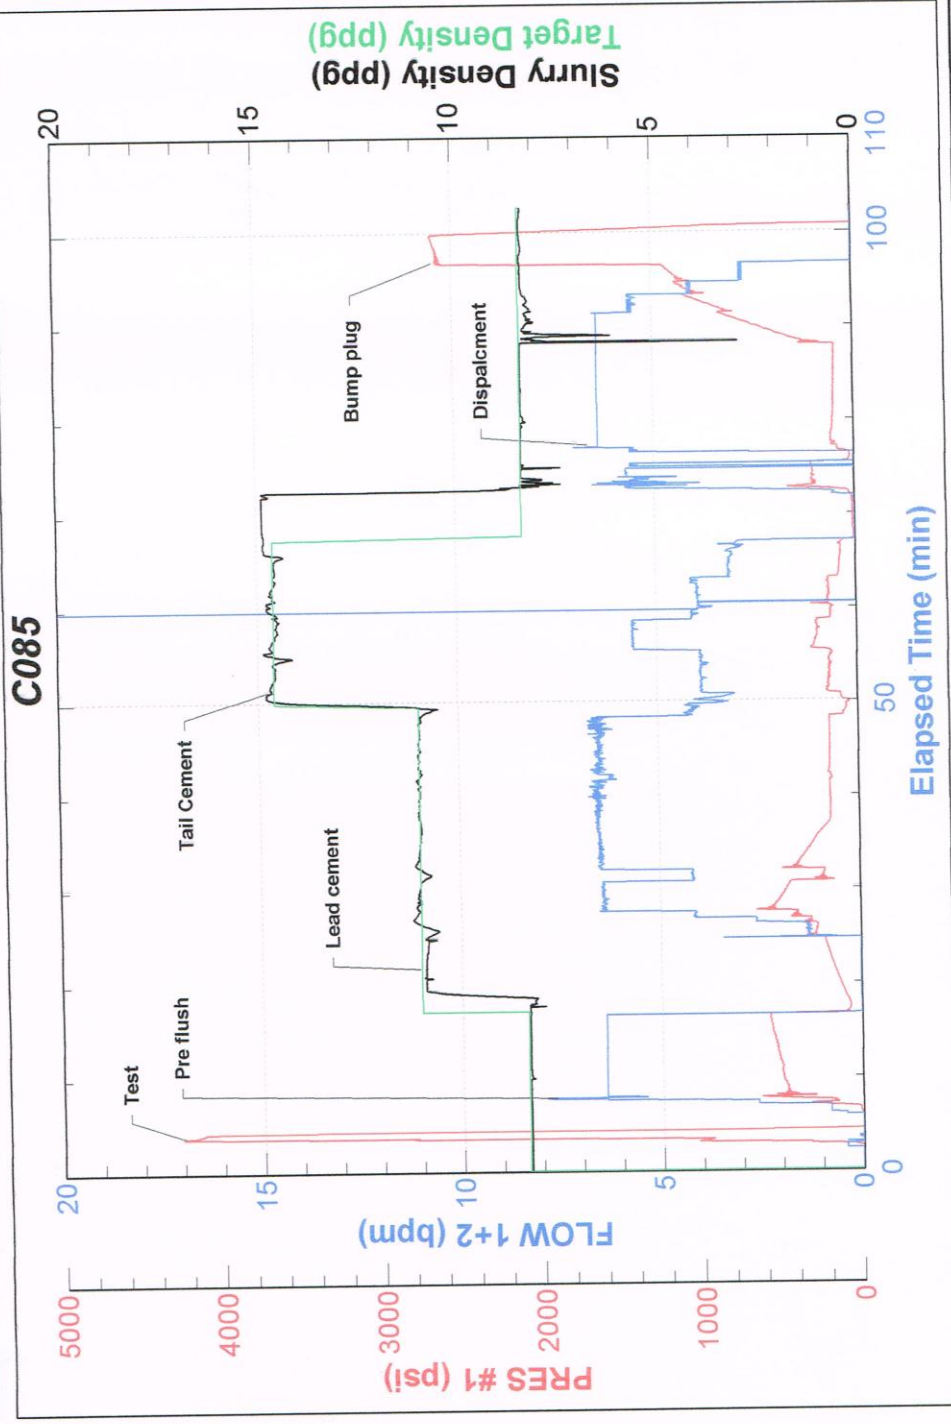 C085
Test
Pre flush
Lead cement
Tail Cement
Bump plug
Dispalcment
PRES #1 (psi)
5000
4000
3000
2000
1000
0
FLOW 1+2 (bpm)
20
15
10
5
0
Slurry Density (ppg)
Target Density (ppg)
20
15
10
5
0
0
50
100
110
Elapsed Time (min)